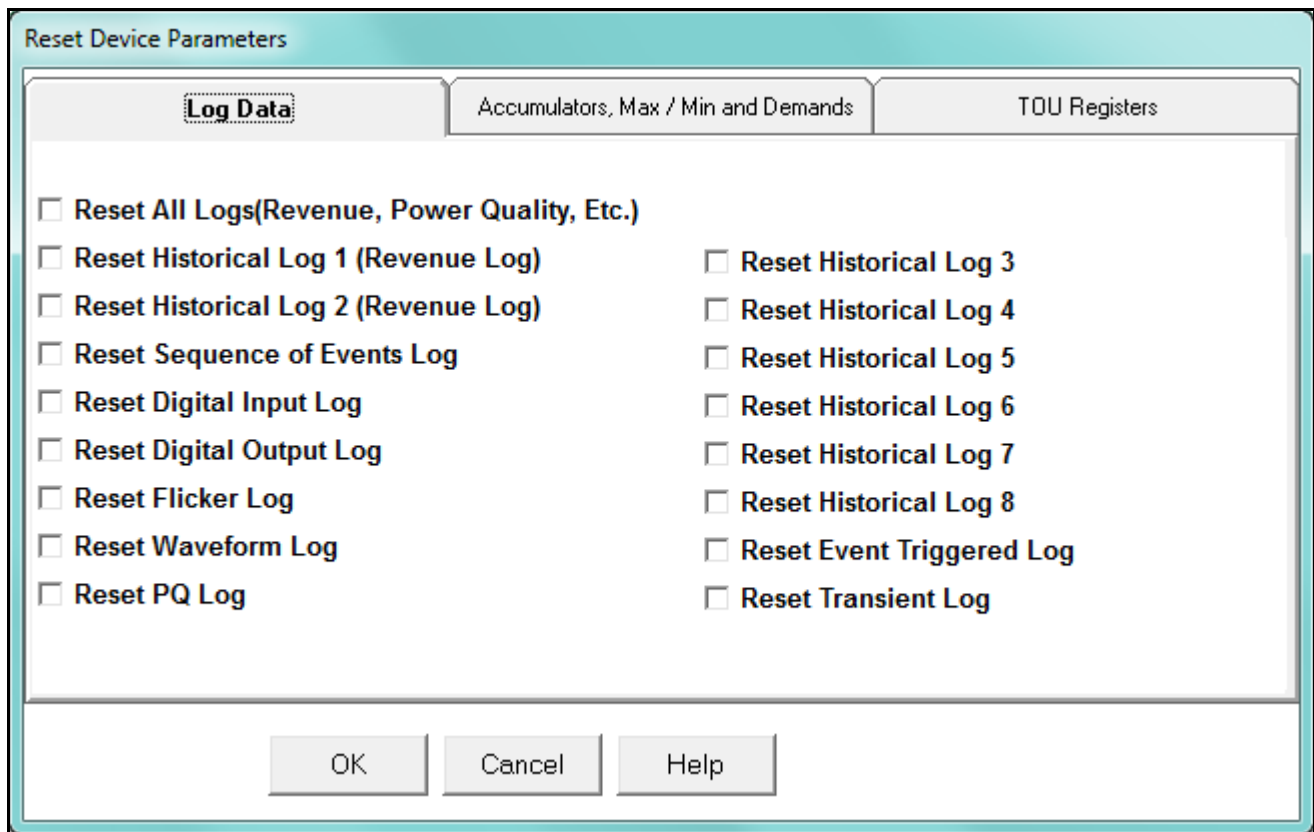 Reset Device Parameters
Log Data
Accumulators, Max / Min and Demands
TOU Registers
Reset All Logs(Revenue, Power Quality, Etc.)
Reset Historical Log 1 (Revenue Log)
Reset Historical Log 2 (Revenue Log)
Reset Sequence of Events Log
Reset Digital Input Log
Reset Digital Output Log
Reset Flicker Log
Reset Waveform Log
Reset PQ Log
Reset Historical Log 3
Reset Historical Log 4
Reset Historical Log 5
Reset Historical Log 6
Reset Historical Log 7
Reset Historical Log 8
Reset Event Triggered Log
Reset Transient Log
OK
Cancel
Help